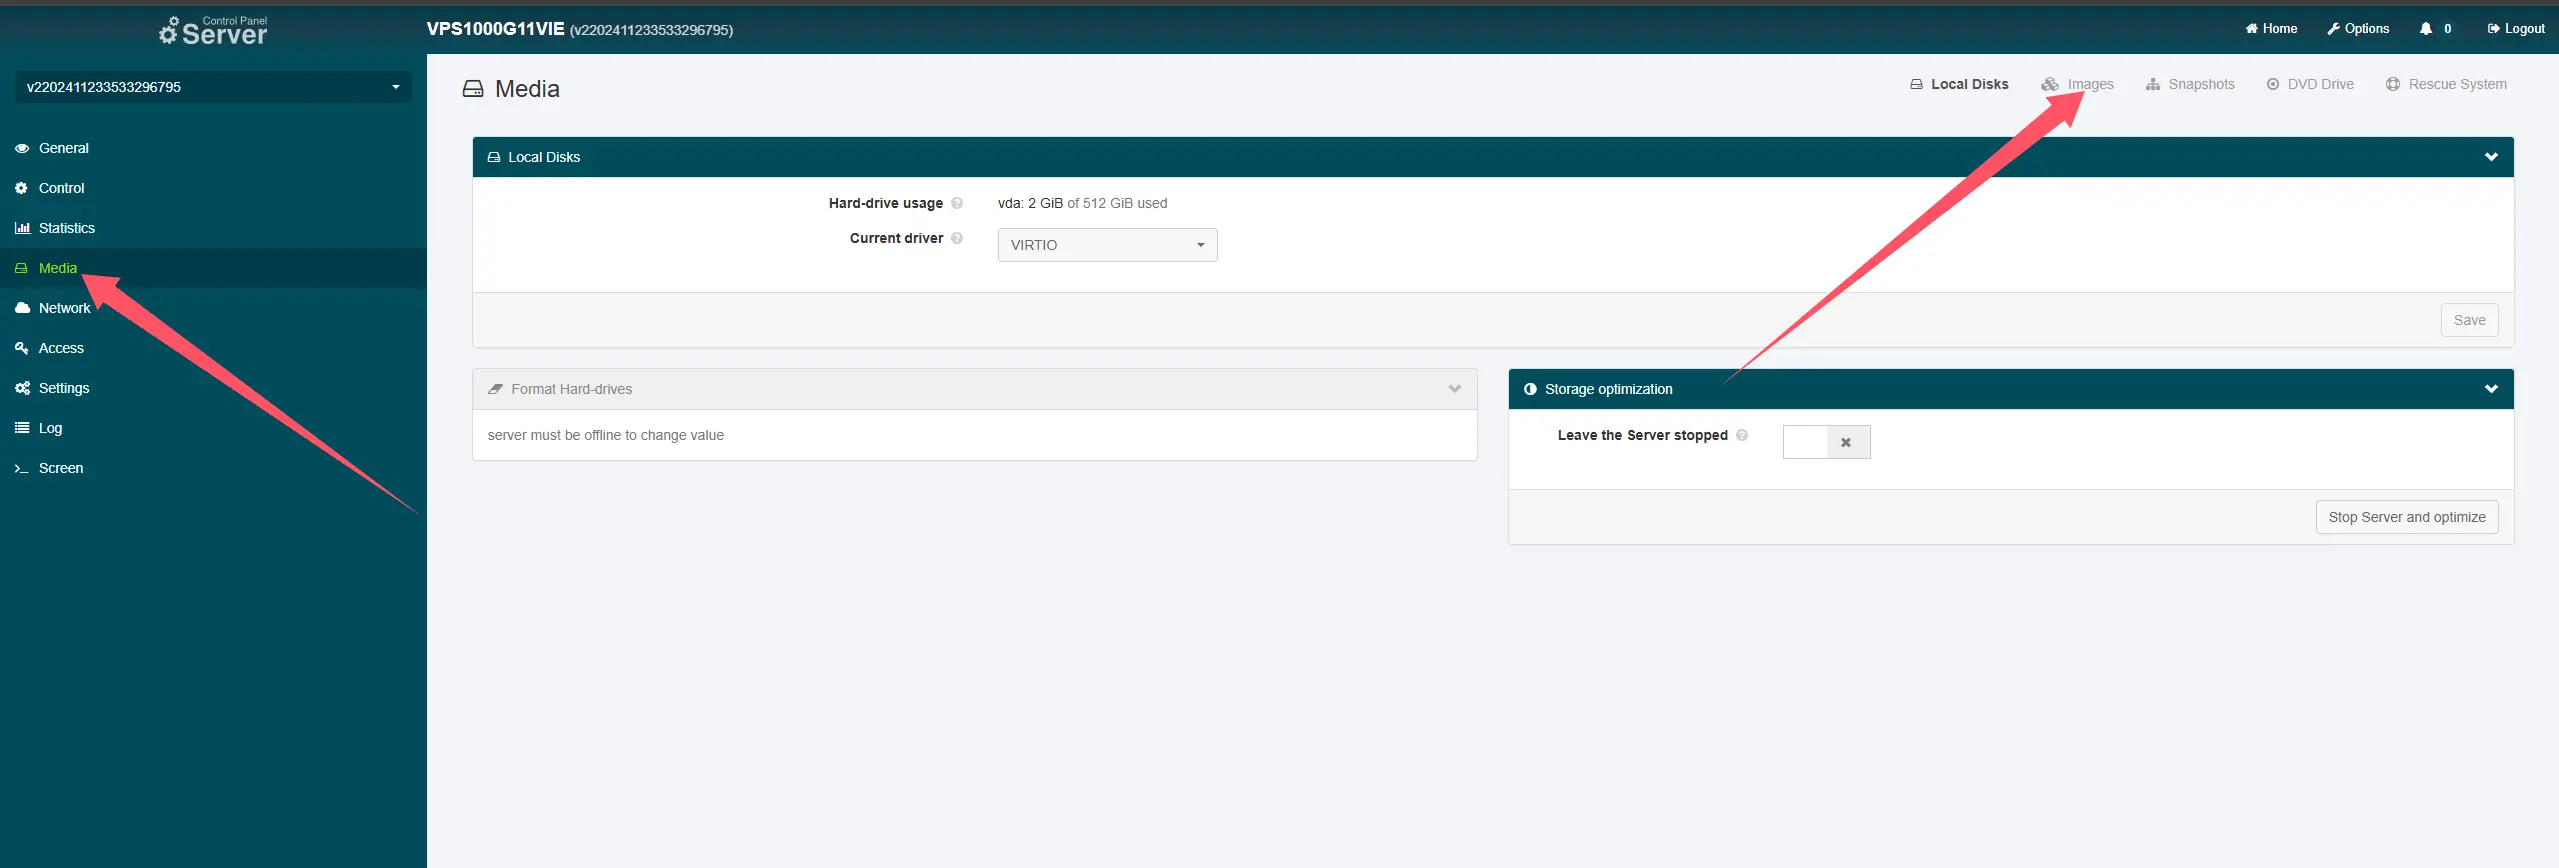 Control Panel
Server
VPS1000G11VIE (v2202411233533296795)
Home
Options
0
Logout
v2202411233533296795
General
Control
Statistics
Media
Network
Access
Settings
Log
Screen
Media
Local Disks
Images
Snapshots
DVD Drive
Rescue System
Local Disks
Hard-drive usage
vda: 2 GiB of 512 GiB used
Current driver
VIRTIO
Save
Format Hard-drives
server must be offline to change value
Storage optimization
Leave the Server stopped
Stop Server and optimize